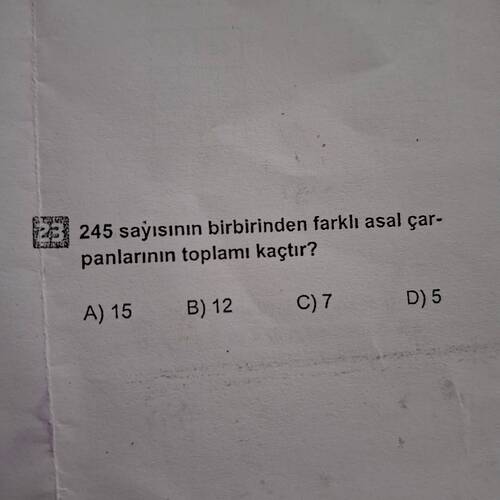 23 245 sayısının birbirinden farklı asal çar-
panlarının toplamı kaçtır?
A) 15 B) 12 C) 7 D) 5